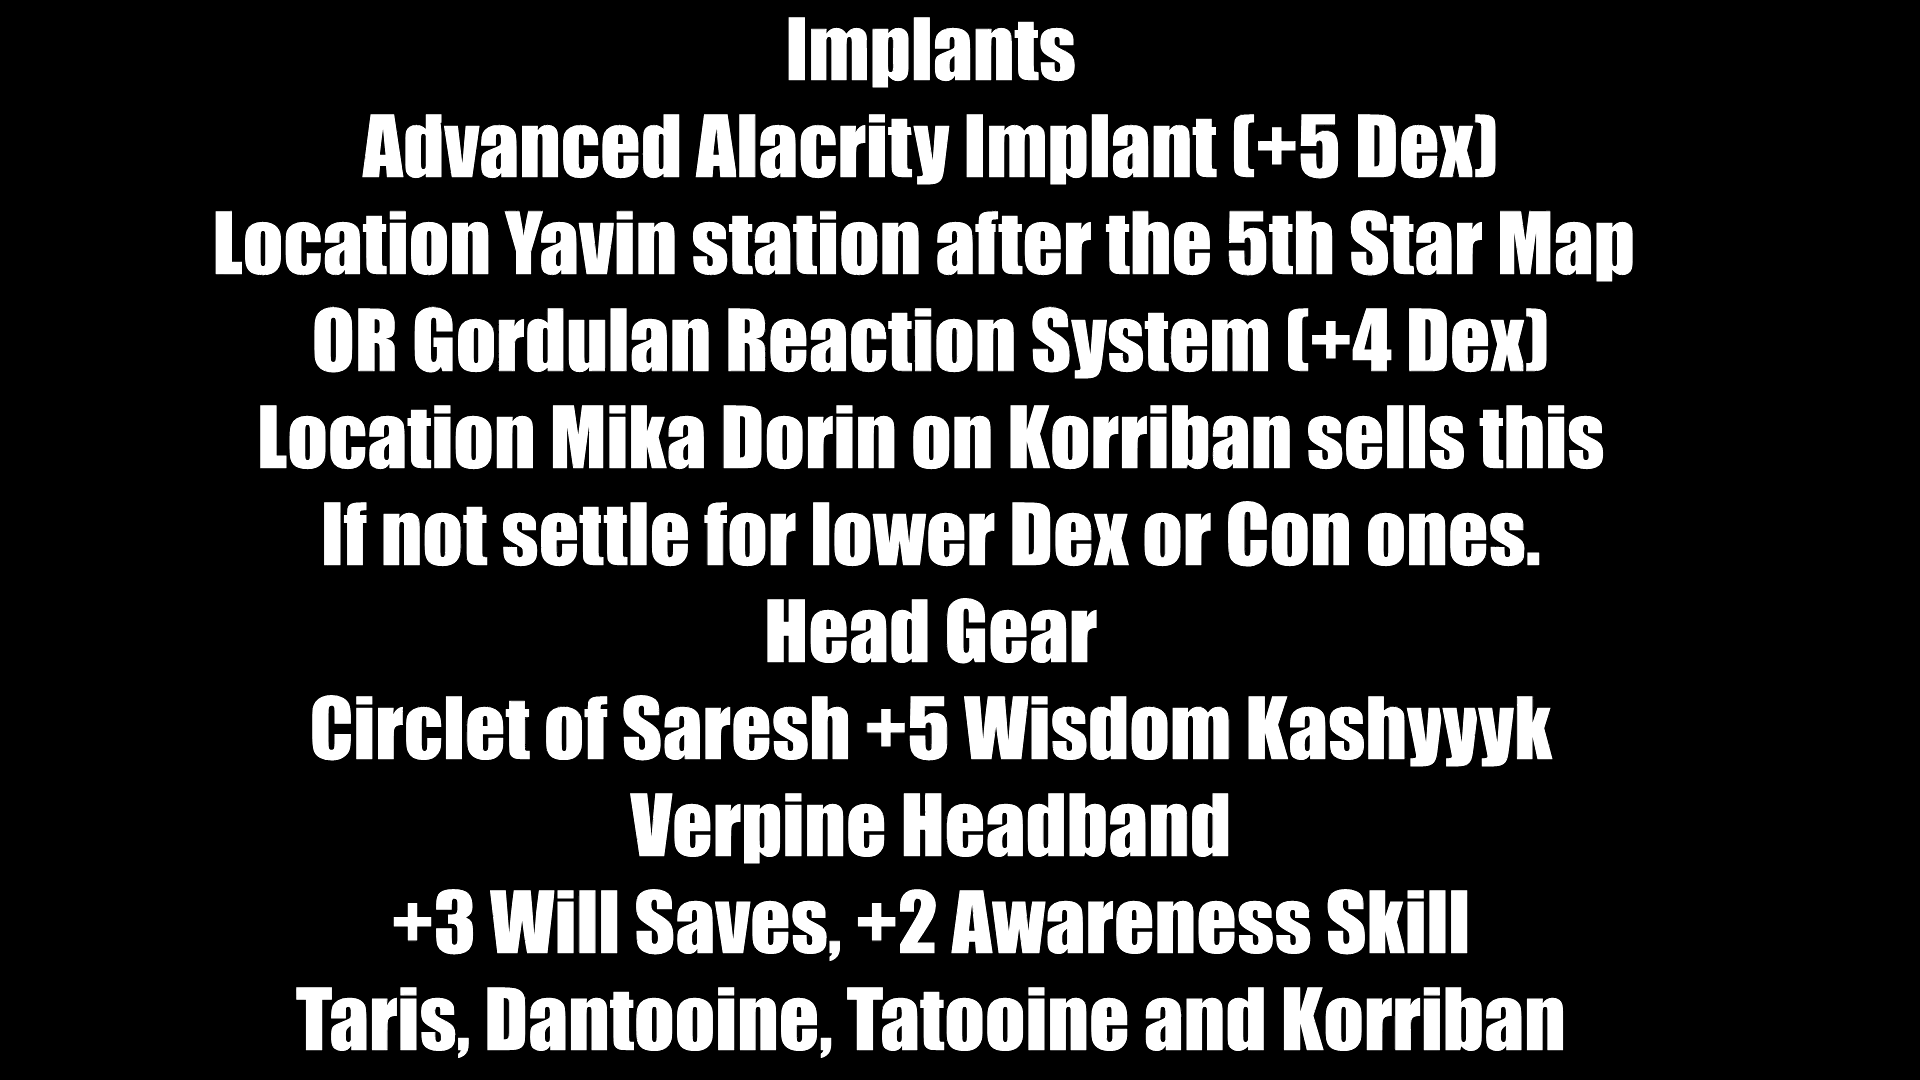 Implants
Advanced Alacrity Implant (+5 Dex)
Location Yavin station after the 5th Star Map
OR Gordulan Reaction System (+4 Dex)
Location Mika Dorin on Korriban sells this
If not settle for lower Dex or Con ones.
Head Gear
Circlet of Saresh +5 Wisdom Kashyyyk
Verpine Headband
+3 Will Saves, +2 Awareness Skill
Taris, Dantooine, Tatooine and Korriban